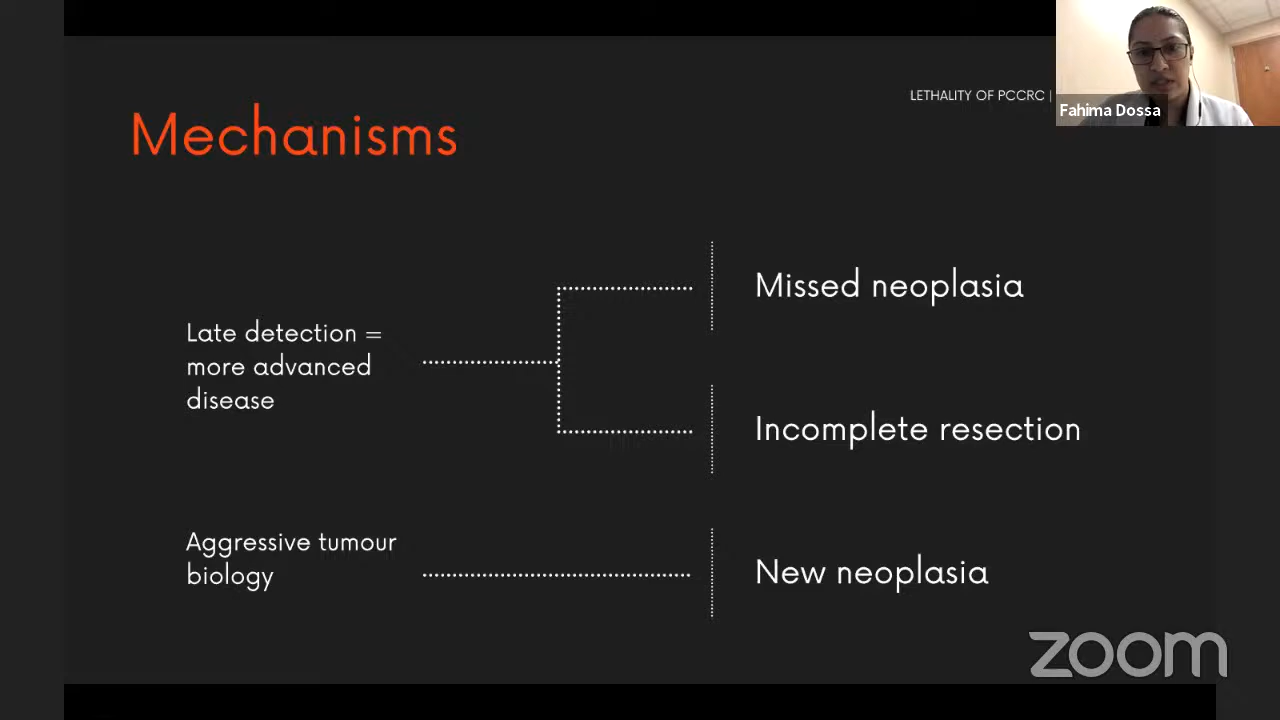 LETHALITY OF PCCRC |
Fahima Dossa
Mechanisms
Late detection =
more advanced
disease
Missed neoplasia
Incomplete resection
Aggressive tumour
biology
New neoplasia
zoom